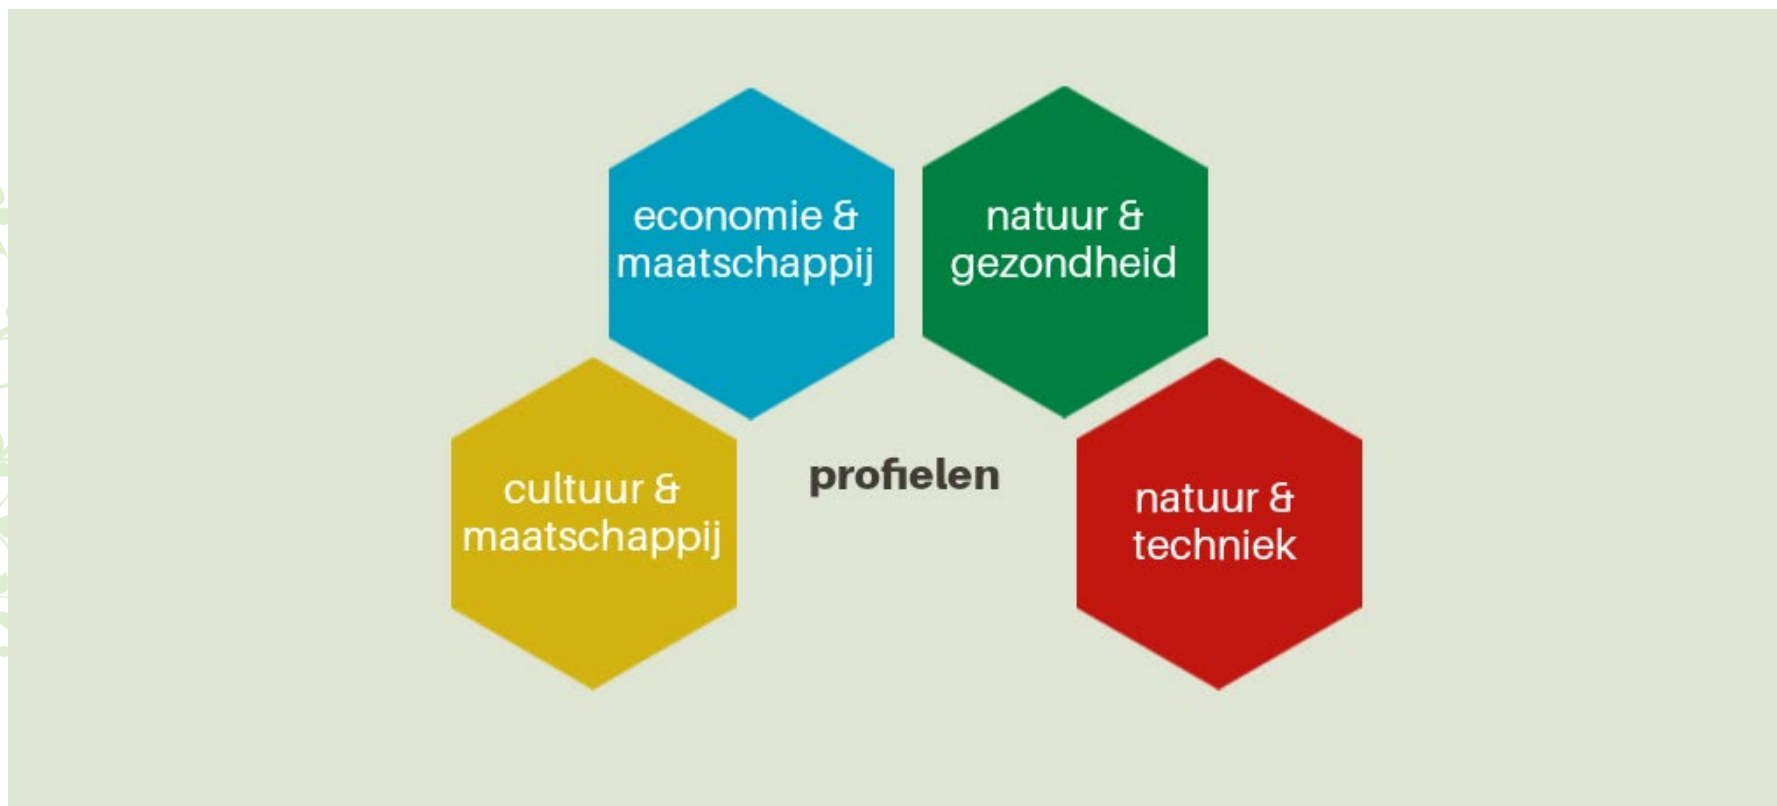 economie &
maatschappij
natuur &
gezondheid
cultuur &
maatschappij
profielen
natuur &
techniek